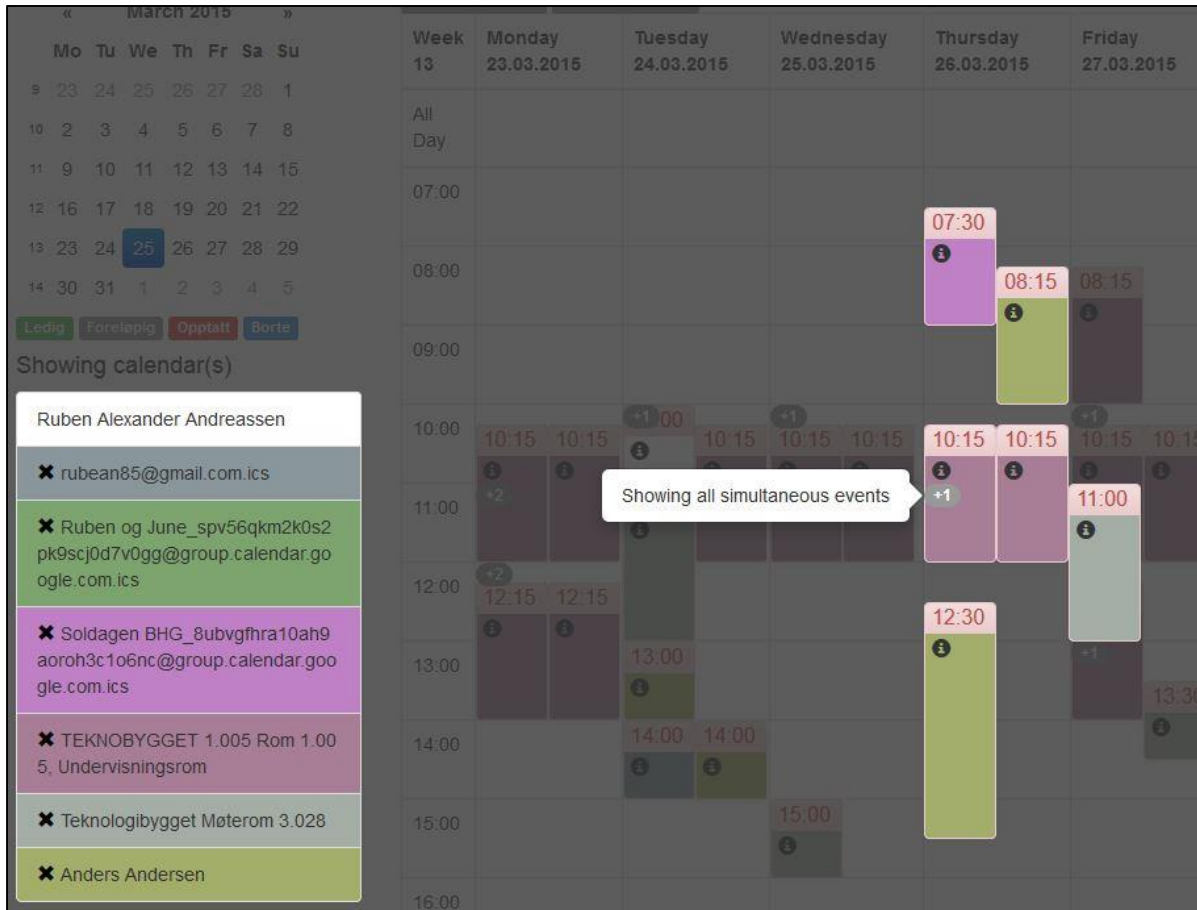 « March 2015 »
Mo Tu We Th Fr Sa Su
9 23 24 25 26 27 28 1
10 2 3 4 5 6 7 8
11 9 10 11 12 13 14 15
12 16 17 18 19 20 21 22
13 23 24 25 26 27 28 29
14 30 31 1 2 3 4 5
Ledig Foreløpig Opptatt Borte
Showing calendar(s)
Ruben Alexander Andreassen
✖ rubean85@gmail.com.ics
✖ Ruben og June_spv56qkm2k0s2
pk9scj0d7v0gg@group.calendar.go
ogle.com.ics
✖ Soldagen BHG_8ubvgfhra10ah9
aoroh3c1o6nc@group.calendar.goo
gle.com.ics
✖ TEKNOBYGGET 1.005 Rom 1.00
5, Undervisningsrom
✖ Teknologibygget Møterom 3.028
✖ Anders Andersen
Week Monday Tuesday Wednesday Thursday Friday
13 23.03.2015 24.03.2015 25.03.2015 26.03.2015 27.03.2015
All
Day
07:00
07:30
08:00
08:15 08:15
09:00
+1 00 +1 +1
10:00
10:15 10:15 10:15 10:15 10:15 10:15 10:15 10:15
+2 Showing all simultaneous events +1
11:00 11:00
+2
12:00
12:15 12:15
12:30
13:00 13:00 +1
13:30
14:00 14:00 14:00
15:00 15:00
16:00